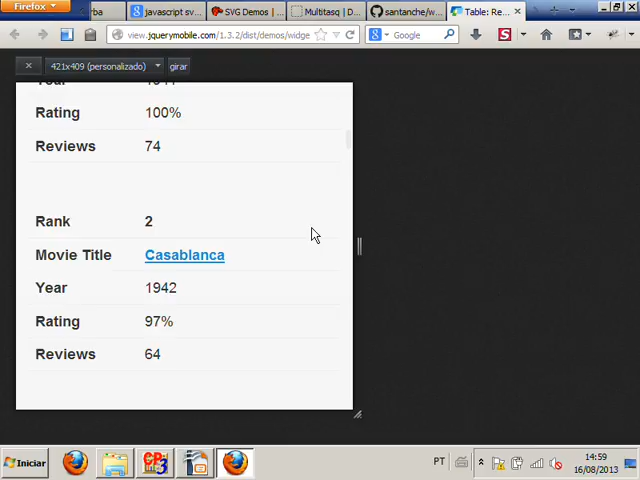 Firefox
rba
javascript sv...
SVG Demos |...
Multitasq | D...
santanche/w...
Table: Re...
view.jquerymobile.com/1.3.2/dist/demos/widge
Google
421x409 (personalizado)
girar
Rating 100%
Reviews 74
Rank 2
Movie Title Casablanca
Year 1942
Rating 97%
Reviews 64
Iniciar
PT
14:59
16/08/2013